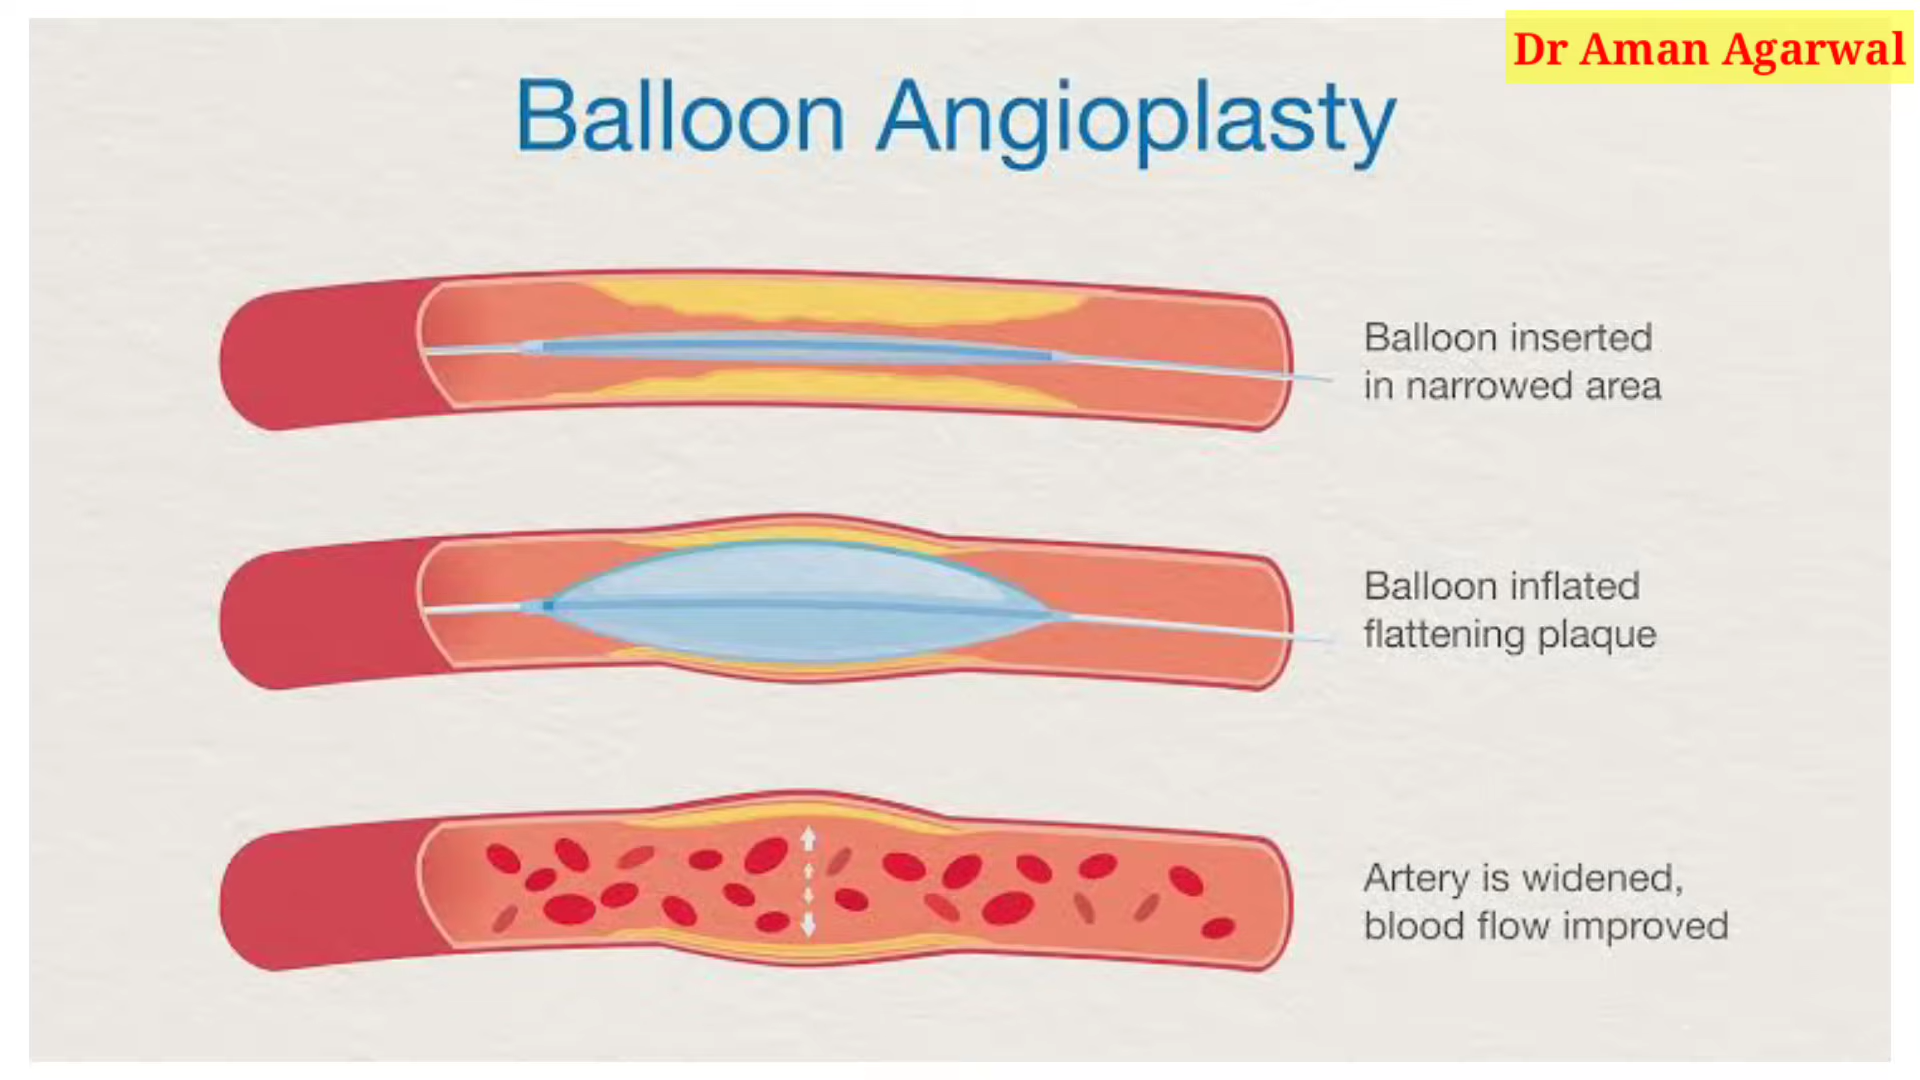 Dr Aman Agarwal
Balloon Angioplasty
Balloon inserted
in narrowed area
Balloon inflated
flattening plaque
Artery is widened,
blood flow improved